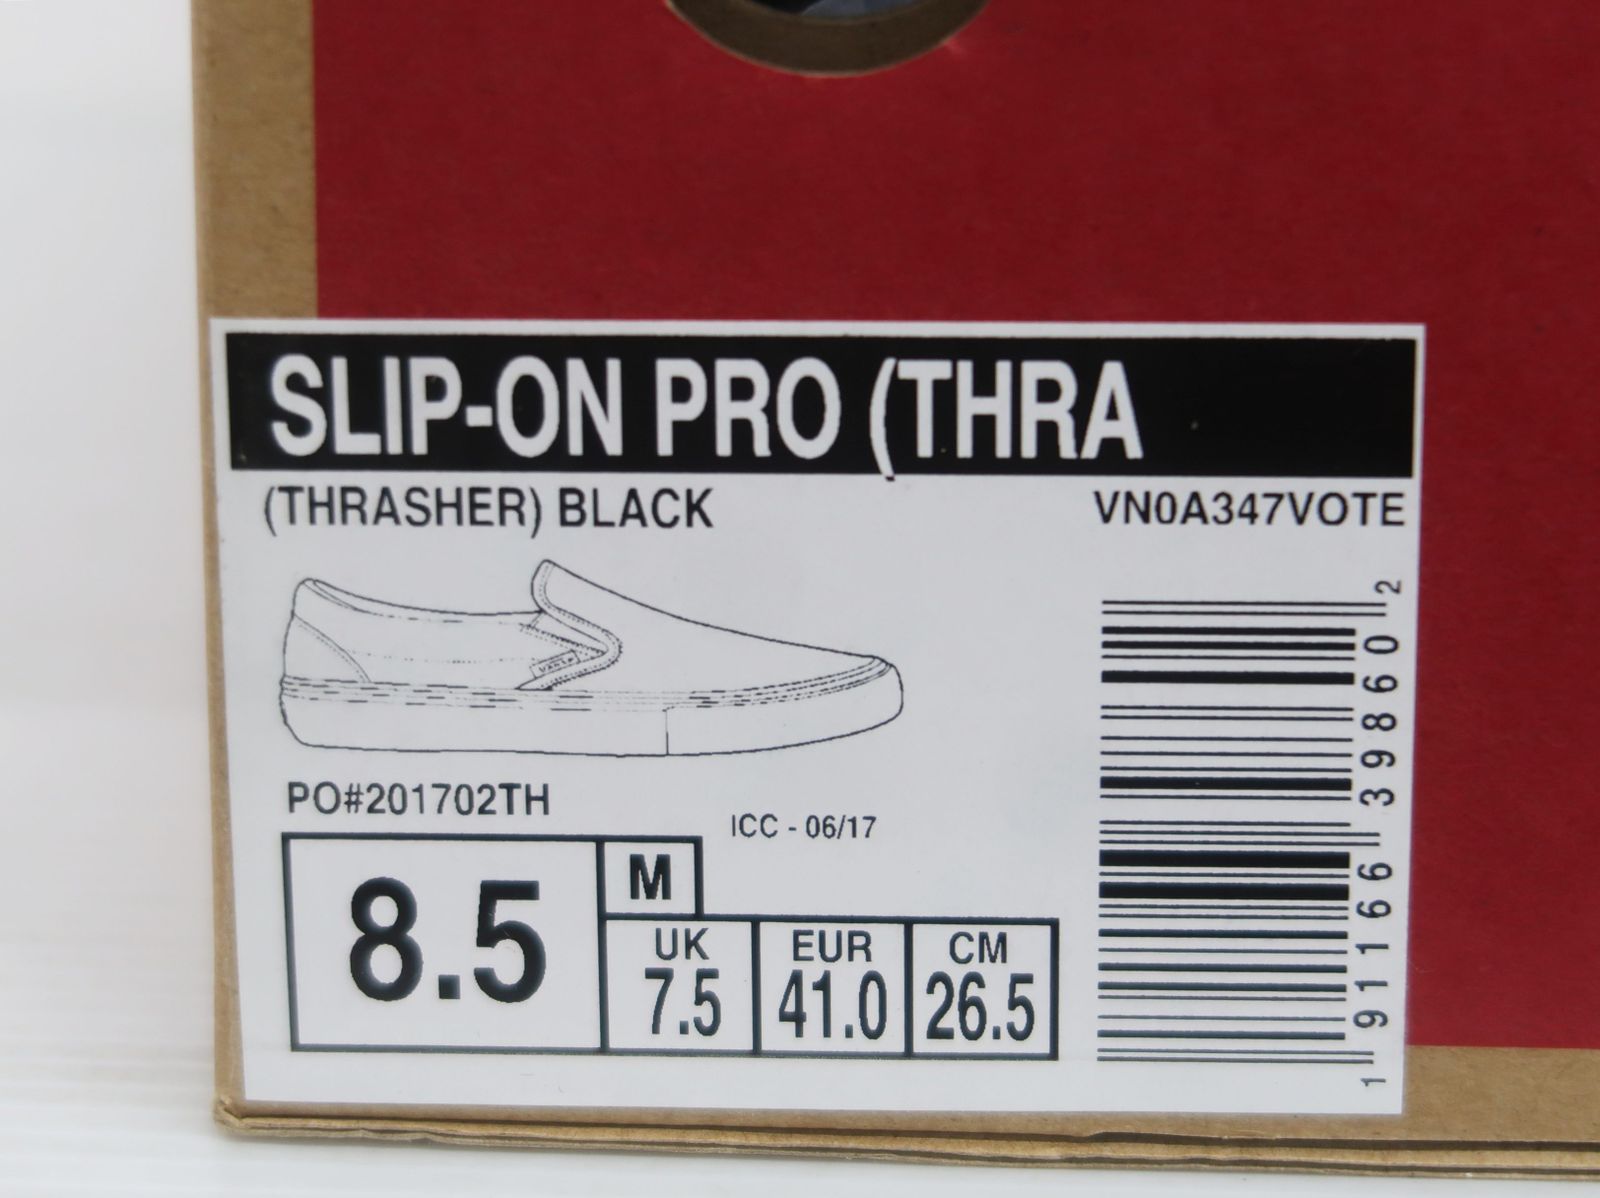 SLIP-ON PRO (THRA
(THRASHER) BLACK
VN0A347VOTE
VANS
PO#201702TH
ICC - 06/17
8.5
M
UK
7.5
EUR
41.0
CM
26.5
1 91166 39860 2